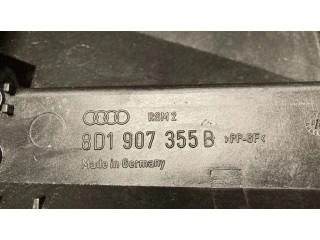 RSM 2
8D1 907 355 B >PP-GF<
Made in Germany